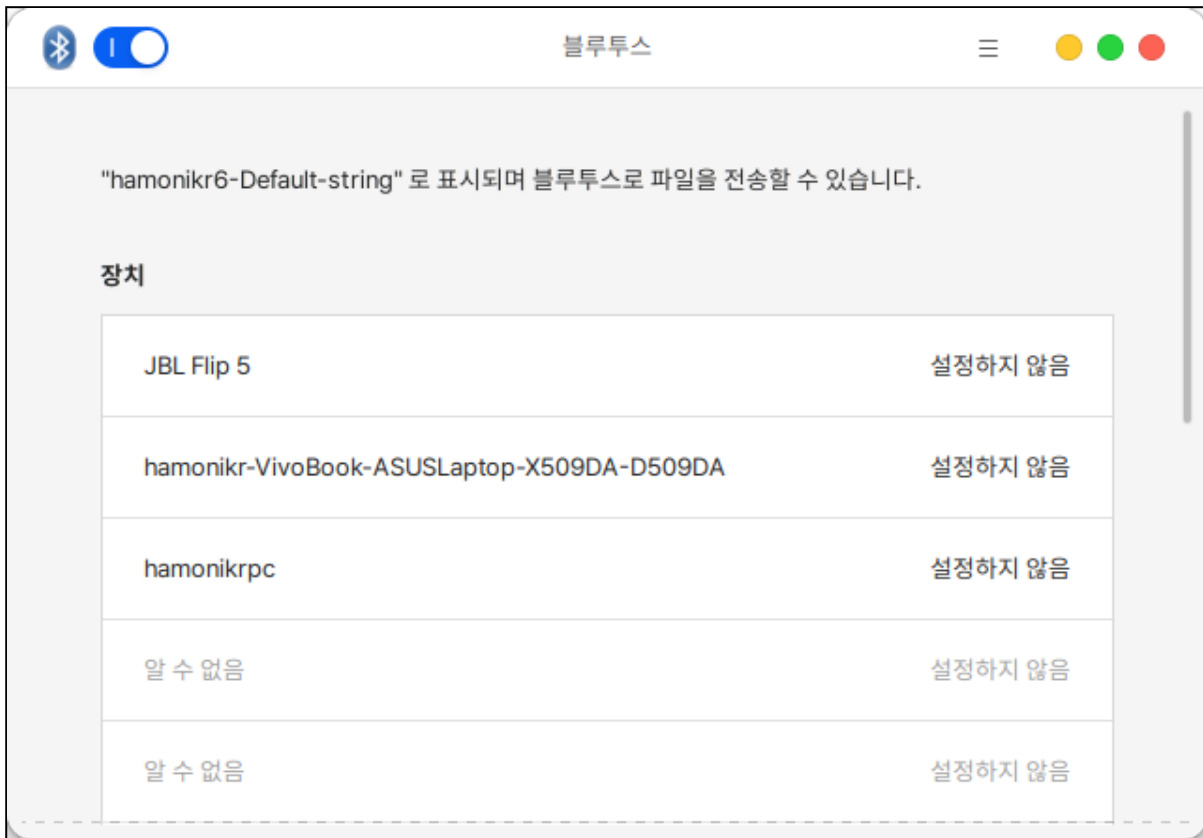 블루투스
"hamonikr6-Default-string" 로 표시되며 블루투스로 파일을 전송할 수 있습니다.
장치
JBL Flip 5 설정하지 않음
hamonikr-VivoBook-ASUSLaptop-X509DA-D509DA 설정하지 않음
hamonikrpc 설정하지 않음
알 수 없음 설정하지 않음
알 수 없음 설정하지 않음